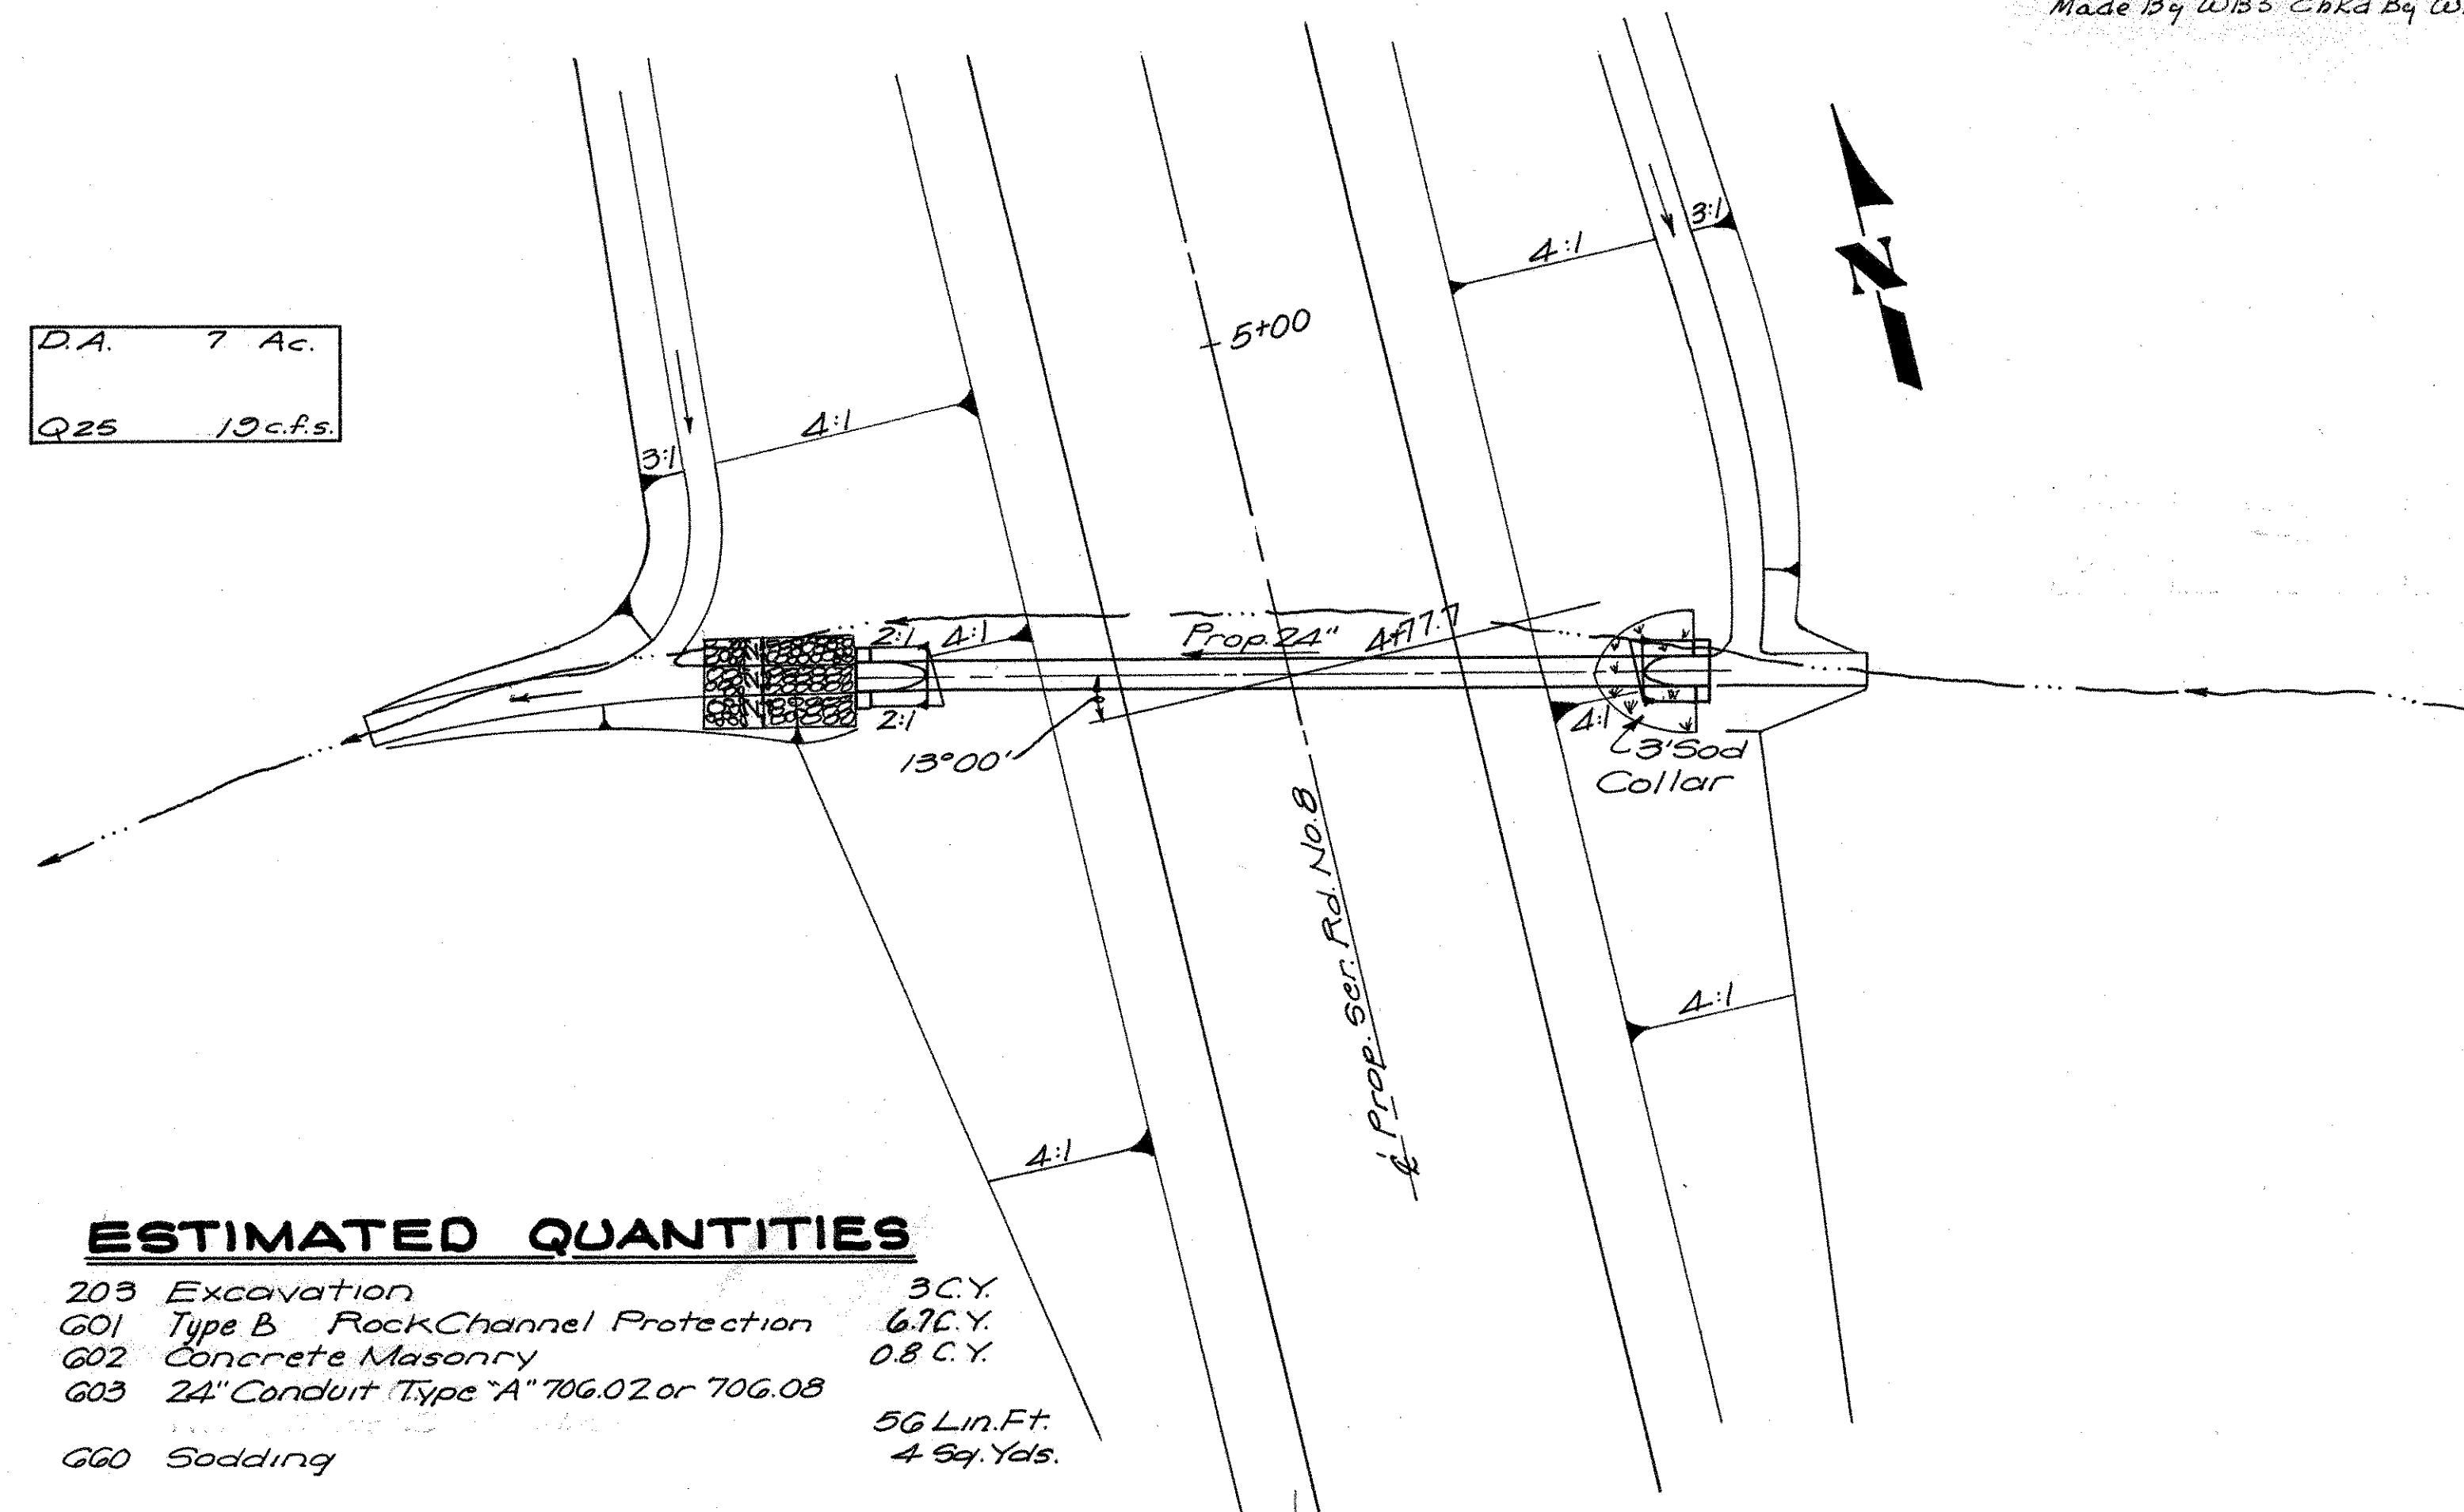 Made By WBS Chkd By
D.A. 7 Ac.
Q25 19 c.f.s.
N
5+00
4:1
3:1
4:1
3:1
2:1
4:1
Prop. 24"
4+77.7
2:1
13°00'
4:1
3' Sod
Collar
℄ Prop. Ser. Rd. No. 8
4:1
4:1
ESTIMATED QUANTITIES
203 Excavation 3 C.Y.
601 Type B Rock Channel Protection 6.7 C.Y.
602 Concrete Masonry 0.8 C.Y.
603 24" Conduit Type "A" 706.02 or 706.08
56 Lin. Ft.
660 Sodding 4 Sq. Yds.